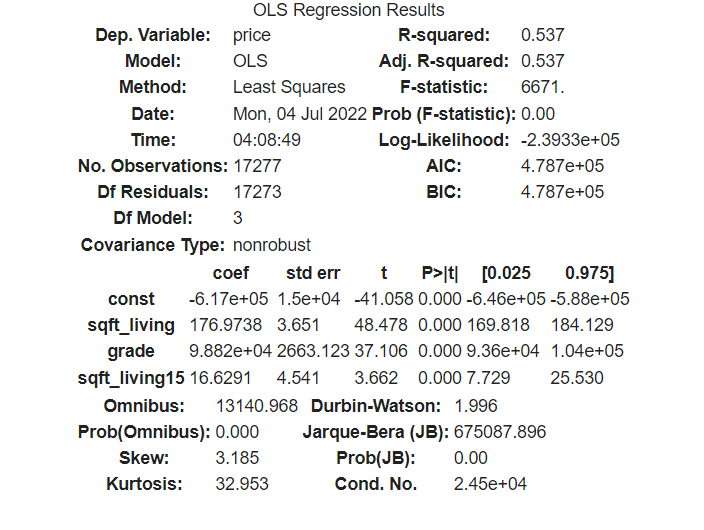 OLS Regression Results
Dep. Variable: price R-squared: 0.537
Model: OLS Adj. R-squared: 0.537
Method: Least Squares F-statistic: 6671.
Date: Mon, 04 Jul 2022 Prob (F-statistic): 0.00
Time: 04:08:49 Log-Likelihood: -2.3933e+05
No. Observations: 17277 AIC: 4.787e+05
Df Residuals: 17273 BIC: 4.787e+05
Df Model: 3
Covariance Type: nonrobust
coef std err t P>|t| [0.025 0.975]
const -6.17e+05 1.5e+04 -41.058 0.000 -6.46e+05 -5.88e+05
sqft_living 176.9738 3.651 48.478 0.000 169.818 184.129
grade 9.882e+04 2663.123 37.106 0.000 9.36e+04 1.04e+05
sqft_living15 16.6291 4.541 3.662 0.000 7.729 25.530
Omnibus: 13140.968 Durbin-Watson: 1.996
Prob(Omnibus): 0.000 Jarque-Bera (JB): 675087.896
Skew: 3.185 Prob(JB): 0.00
Kurtosis: 32.953 Cond. No. 2.45e+04